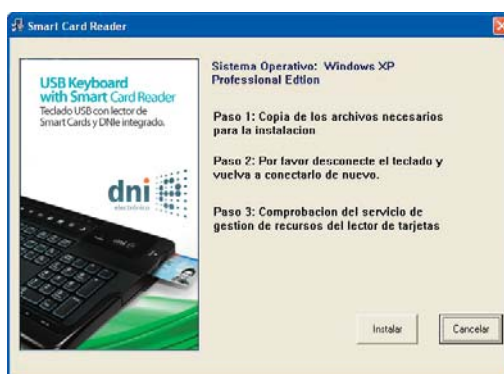 Smart Card Reader
USB Keyboard
with Smart Card Reader
Teclado USB con lector de
Smart Cards y DNIe integrado.
dni
electrónico
Sistema Operativo: Windows XP
Professional Edtion
Paso 1: Copia de los archivos necesarios
para la instalacion
Paso 2: Por favor desconecte el teclado y
vuelva a conectarlo de nuevo.
Paso 3: Comprobacion del servicio de
gestion de recursos del lector de tarjetas
Instalar
Cancelar